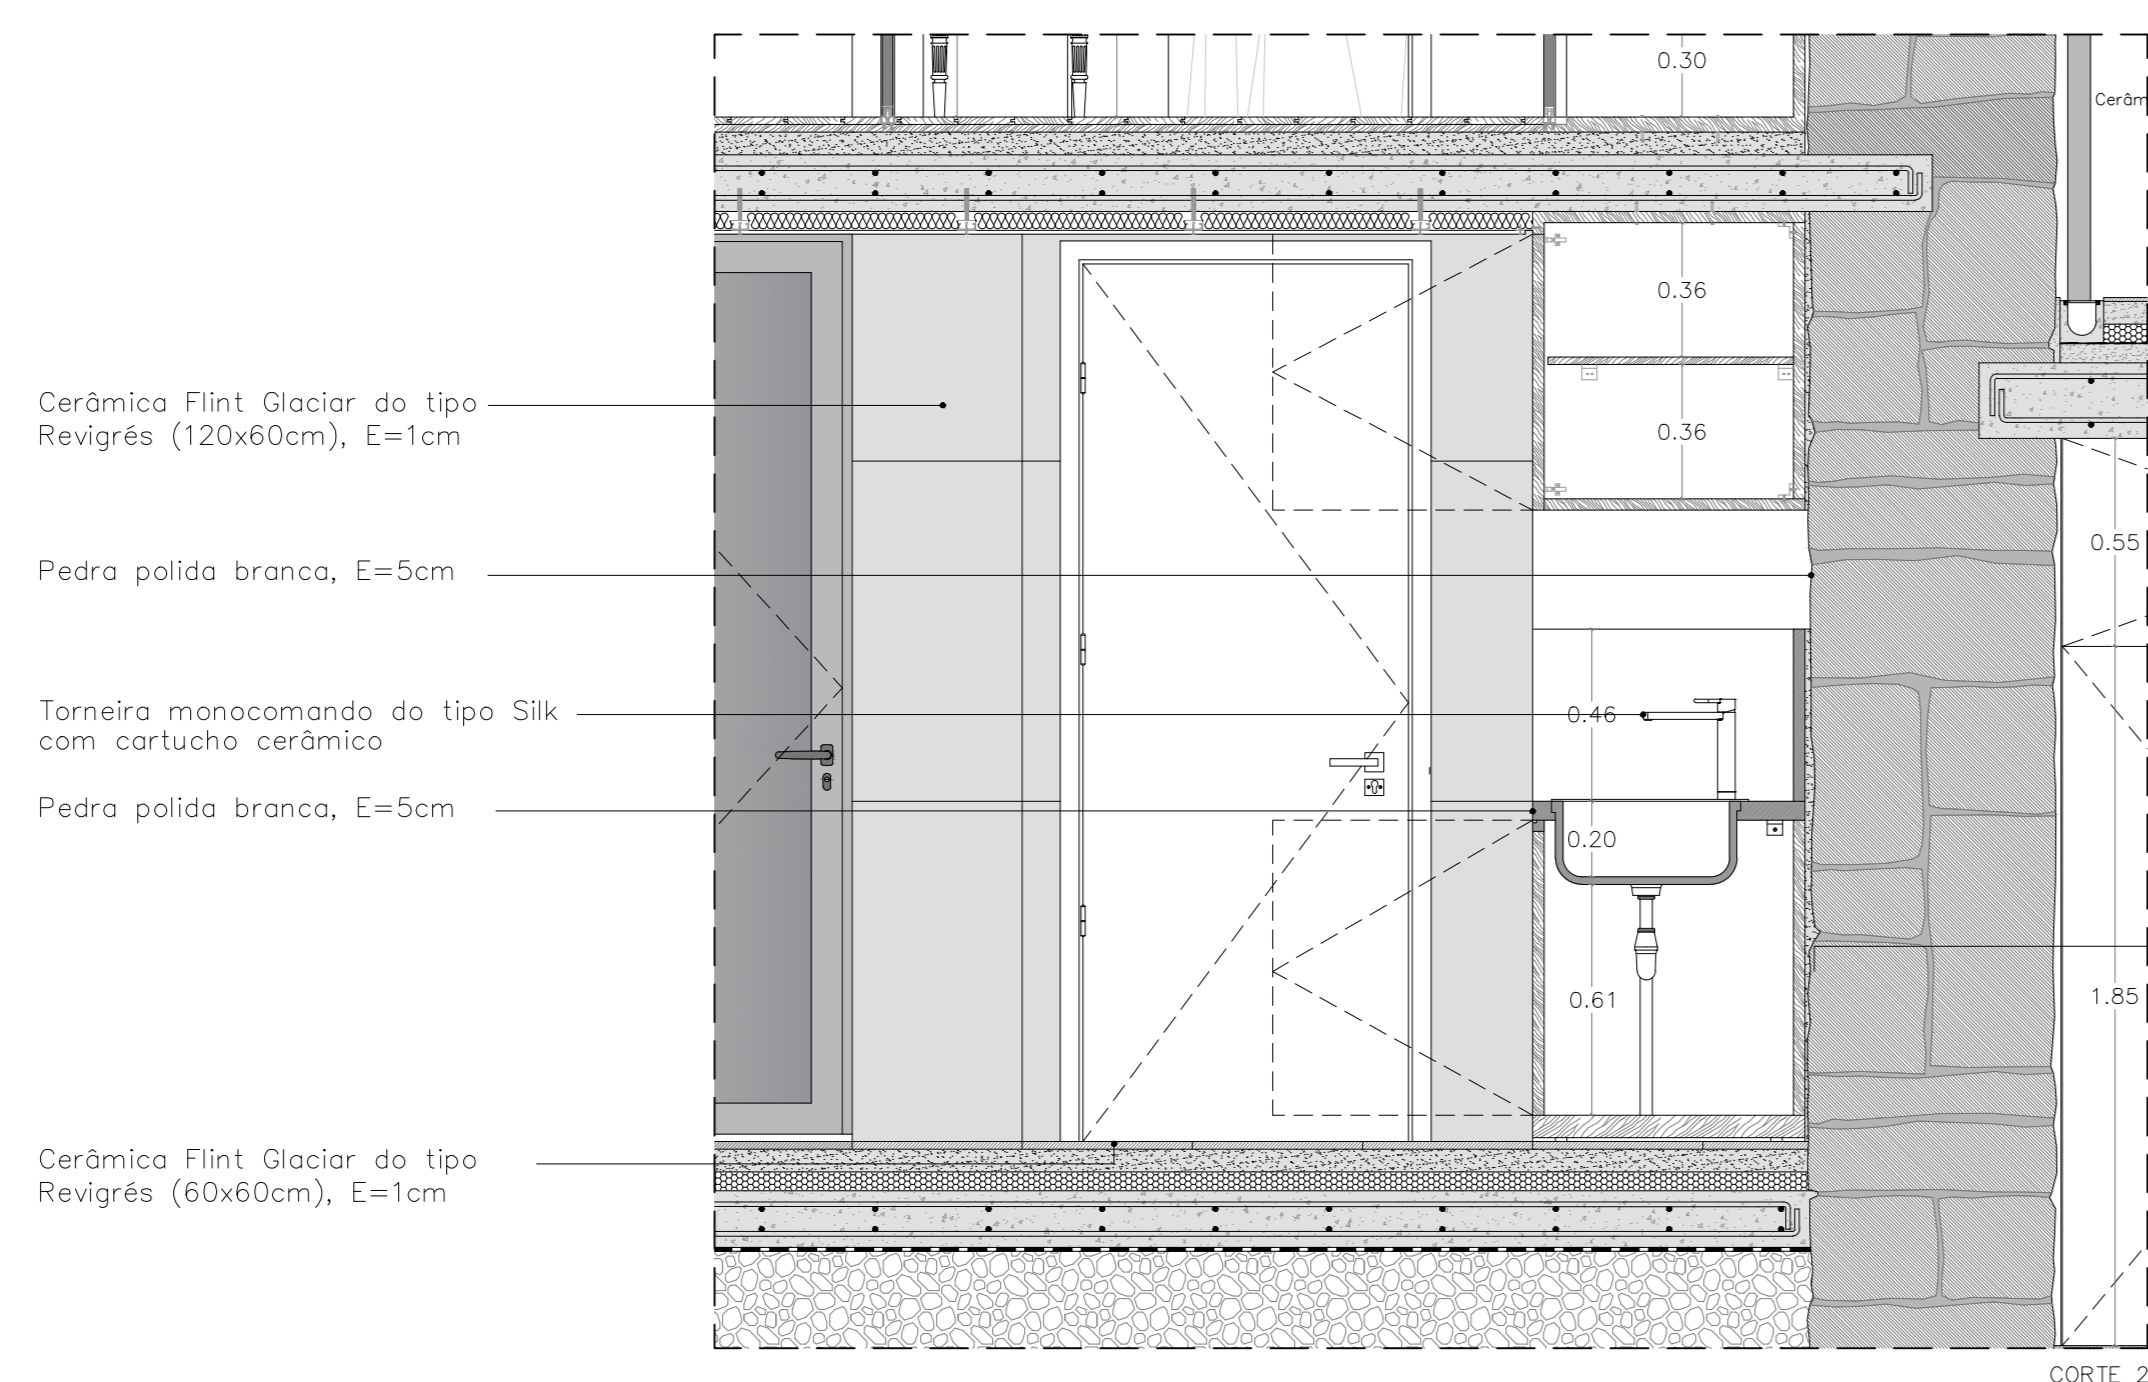 0.30
Cerâm
0.36
Cerâmica Flint Glaciar do tipo
Revigrés (120x60cm), E=1cm
0.36
0.55
Pedra polida branca, E=5cm
Torneira monocomando do tipo Silk
com cartucho cerâmico
0.46
Pedra polida branca, E=5cm
0.20
0.61
1.85
Cerâmica Flint Glaciar do tipo
Revigrés (60x60cm), E=1cm
CORTE 2